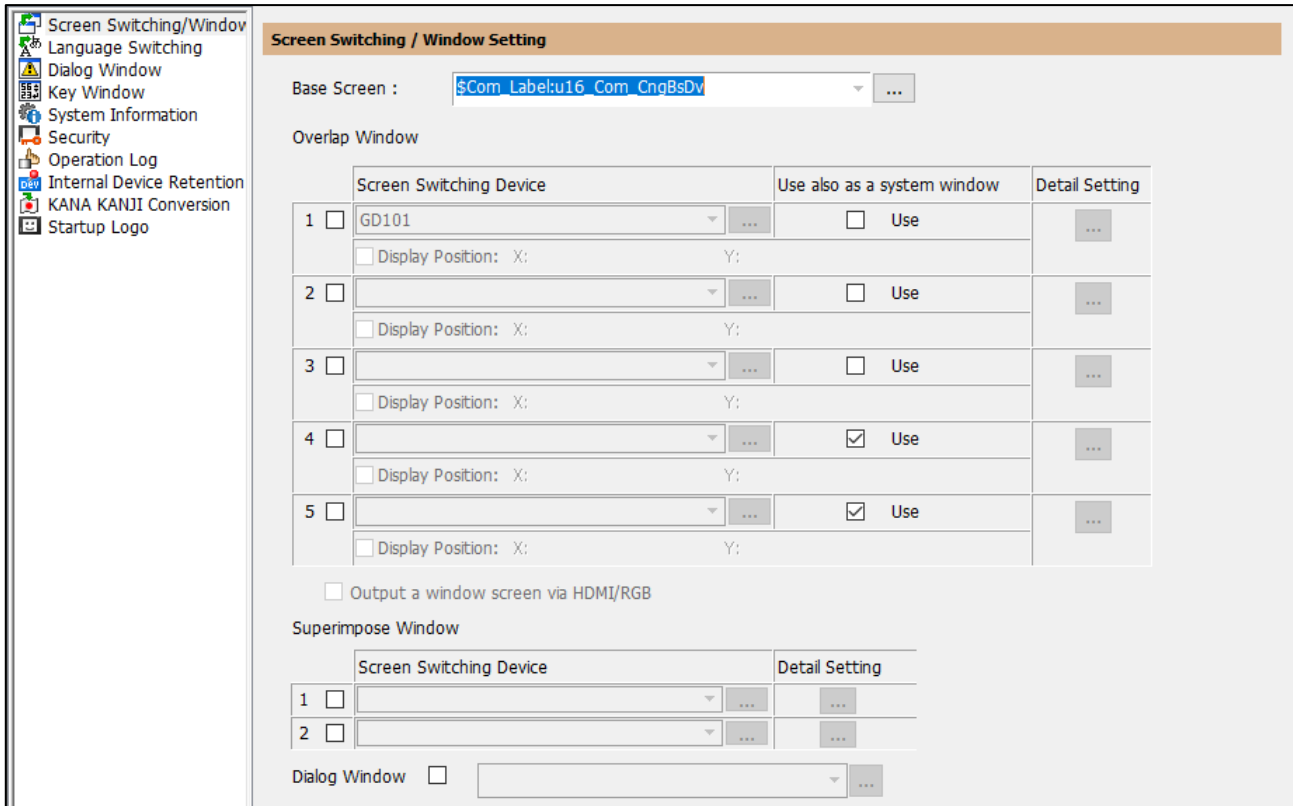 Screen Switching/Window
Language Switching
Dialog Window
Key Window
System Information
Security
Operation Log
Internal Device Retention
KANA KANJI Conversion
Startup Logo
Screen Switching / Window Setting
Base Screen : $Com_Label:u16_Com_CngBsDv ...
Overlap Window
Screen Switching Device Use also as a system window Detail Setting
1 GD101 ... Use ...
Display Position: X: Y:
2 ... Use ...
Display Position: X: Y:
3 ... Use ...
Display Position: X: Y:
4 ... Use ...
Display Position: X: Y:
5 ... Use ...
Display Position: X: Y:
Output a window screen via HDMI/RGB
Superimpose Window
Screen Switching Device Detail Setting
1 ... ...
2 ... ...
Dialog Window ...